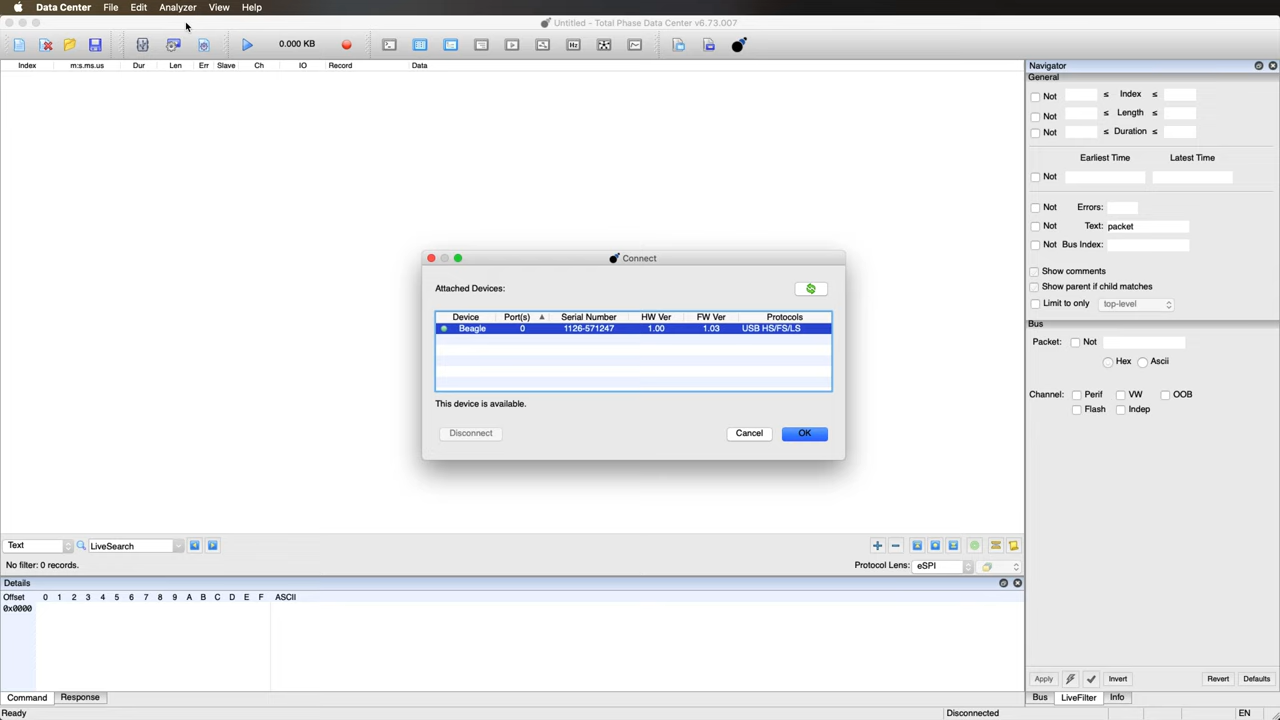 Data Center File Edit Analyzer View Help
Untitled - Total Phase Data Center v6.73.007
0.000 KB
Hz
Index m:s.ms.us Dur Len Err Slave Ch IO Record Data
Navigator
General
Not ≤ Index ≤
Not ≤ Length ≤
Not ≤ Duration ≤
Earliest Time Latest Time
Not
Not Errors:
Not Text: packet
Not Bus Index:
Show comments
Show parent if child matches
Limit to only top-level
Bus
Packet: Not
Hex Ascii
Channel: Perif VW OOB
Flash Indep
Apply Invert Revert Defaults
Bus LiveFilter Info
Connect
Attached Devices:
Device Port(s) Serial Number HW Ver FW Ver Protocols
Beagle 0 1126-571247 1.00 1.03 USB HS/FS/LS
This device is available.
Disconnect Cancel OK
Text LiveSearch
No filter: 0 records. Protocol Lens: eSPI
Details
Offset 0 1 2 3 4 5 6 7 8 9 A B C D E F ASCII
0x0000
Command Response
Ready Disconnected EN